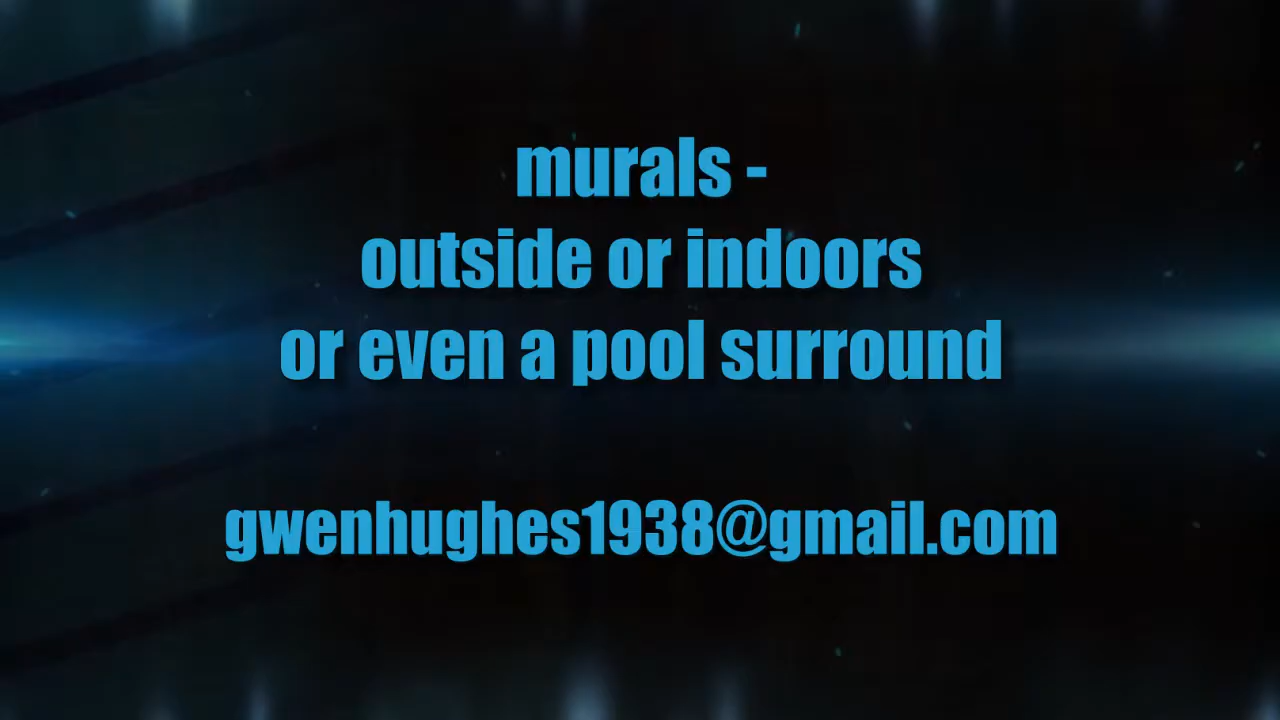 murals -
outside or indoors
or even a pool surround
gwenhughes1938@gmail.com